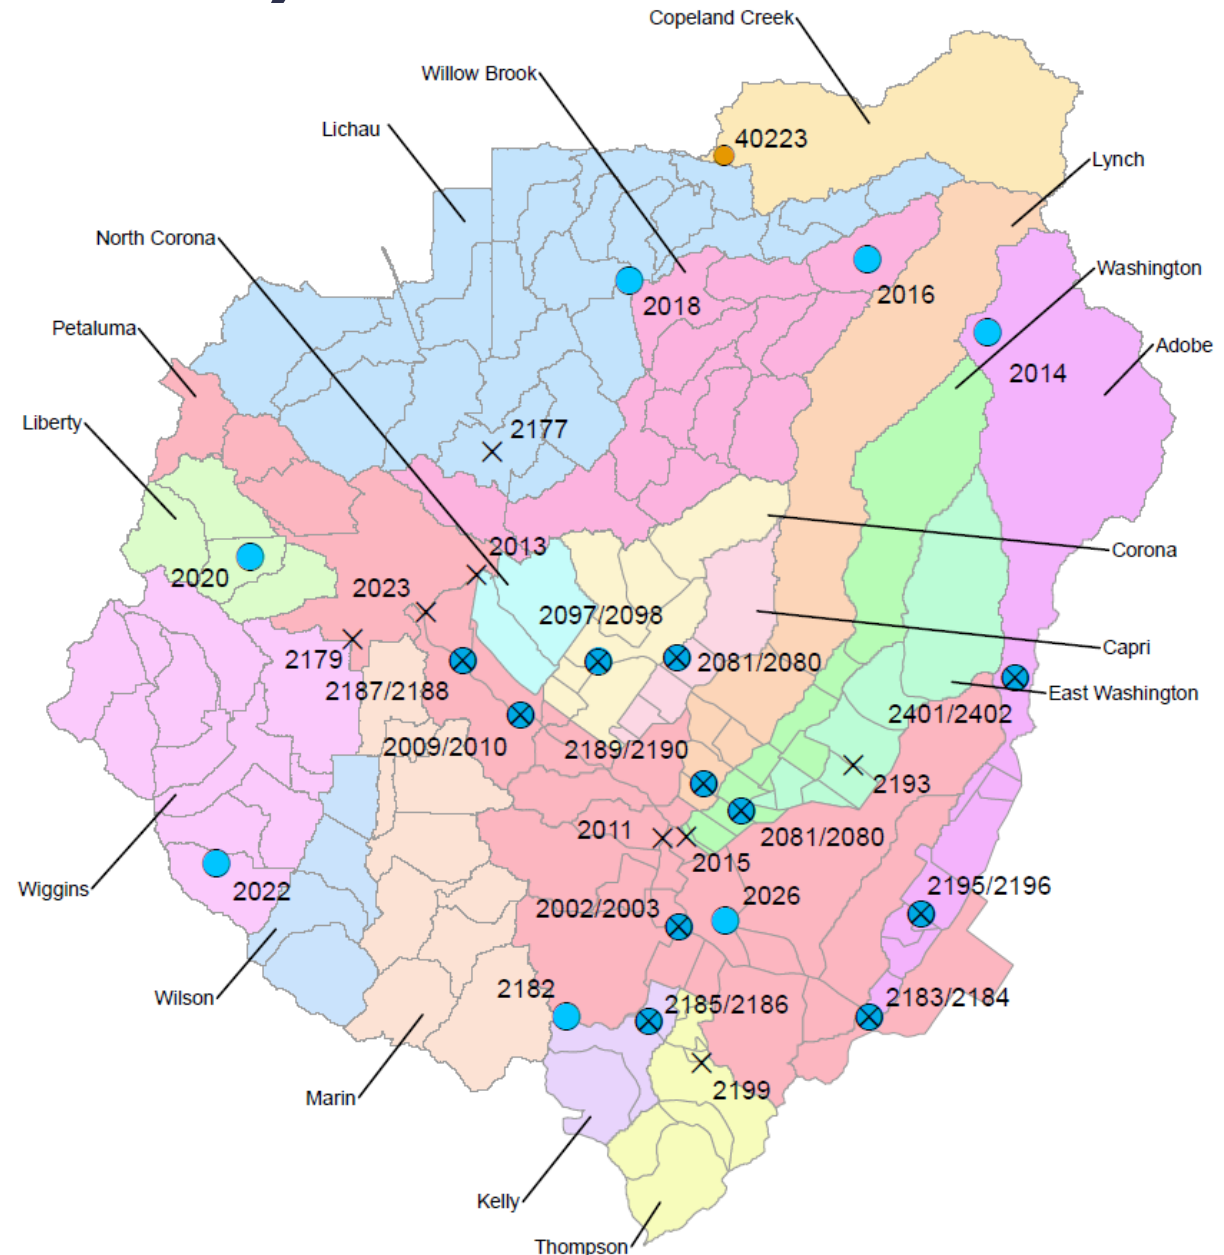 Copeland Creek
Willow Brook
Lichau
40223
Lynch
North Corona
Washington
2018
2016
Petaluma
Adobe
2014
Liberty
2177
2013
Corona
2020
2023
2097/2098
Capri
2179
2081/2080
2187/2188
East Washington
2401/2402
2009/2010
2189/2190
2193
2011
2081/2080
2015
Wiggins
2022
2195/2196
2026
2002/2003
Wilson
2182
2185/2186
2183/2184
Marin
2199
Kelly
Thompson